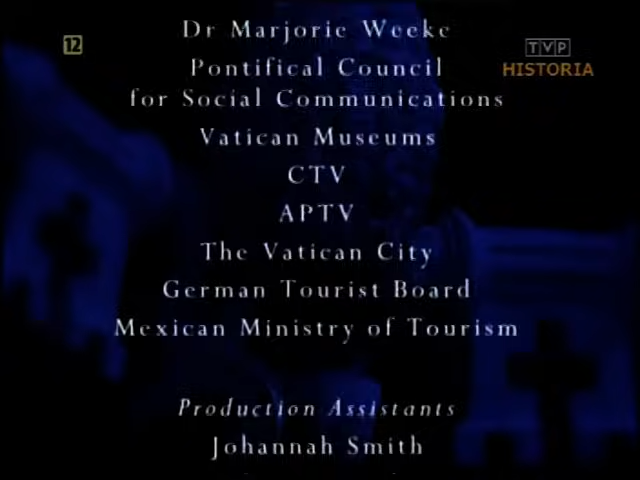 12
TVP
HISTORIA
Dr Marjorie Weeke
Pontifical Council
for Social Communications
Vatican Museums
CTV
APTV
The Vatican City
German Tourist Board
Mexican Ministry of Tourism
Production Assistants
Johannah Smith